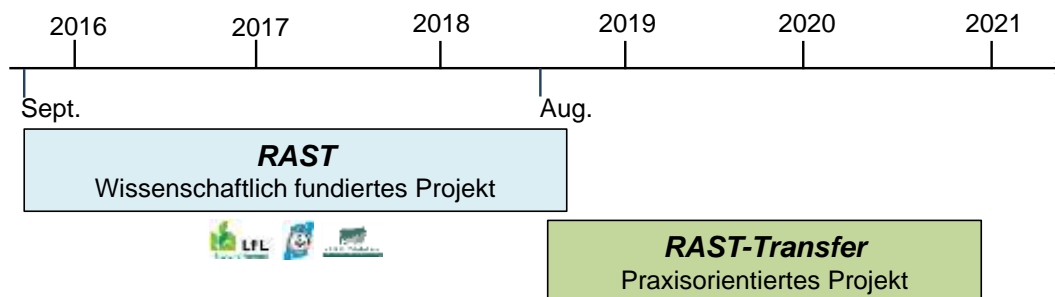 2016 2017 2018 2019 2020 2021
Sept. Aug.
RAST
Wissenschaftlich fundiertes Projekt
LFL
RAST-Transfer
Praxisorientiertes Projekt